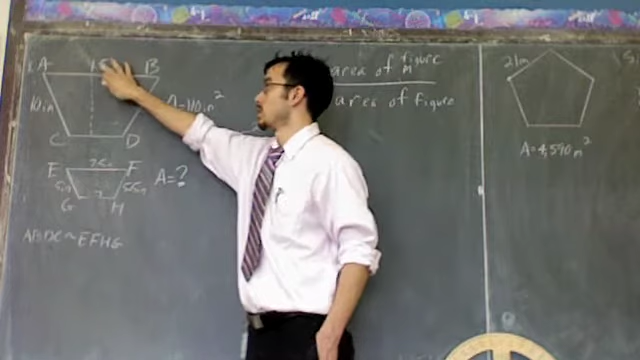 A
B
10in
C
D
A=110in²
E
F
G
H
A=?
ABDC~EFHG
area of figure
area of figure
21m
A=4,590m²